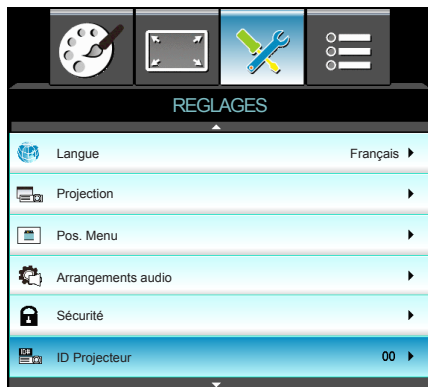 REGLAGES
Langue Français
Projection
Pos. Menu
Arrangements audio
Sécurité
ID Projecteur 00